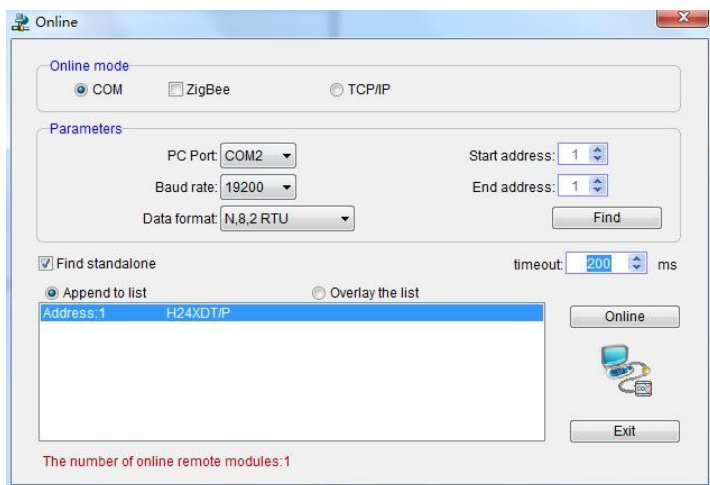 Online
Online mode
COM ZigBee TCP/IP
Parameters
PC Port: COM2 Start address: 1
Baud rate: 19200 End address: 1
Data format: N,8,2 RTU Find
Find standalone timeout: 200 ms
Append to list Overlay the list
Address:1 H24XDT/P
Online
Exit
The number of online remote modules:1